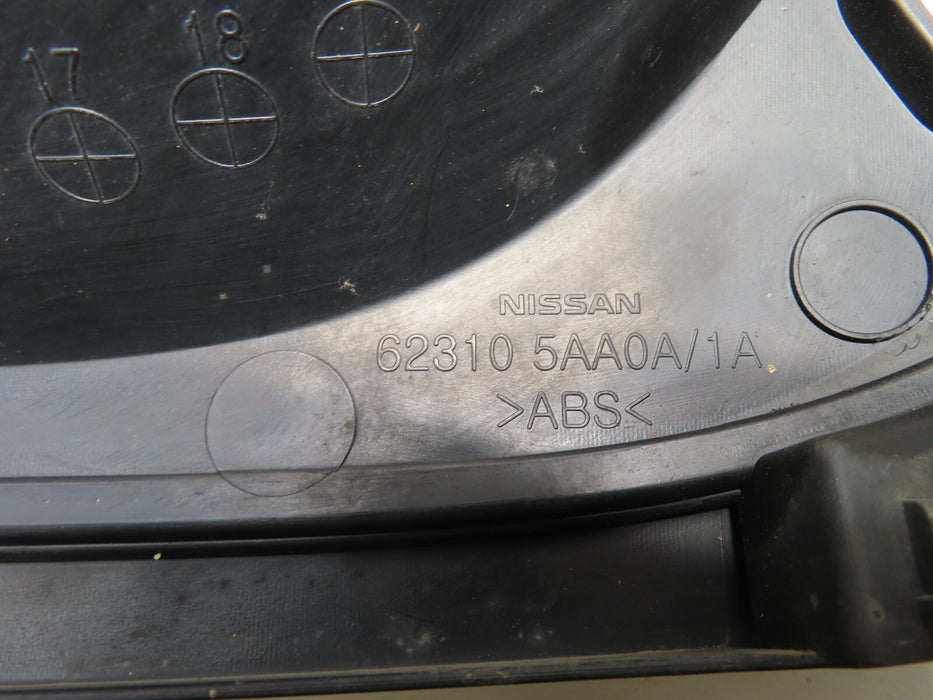 17
18
NISSAN
62310 5AA0A/1A
>ABS<